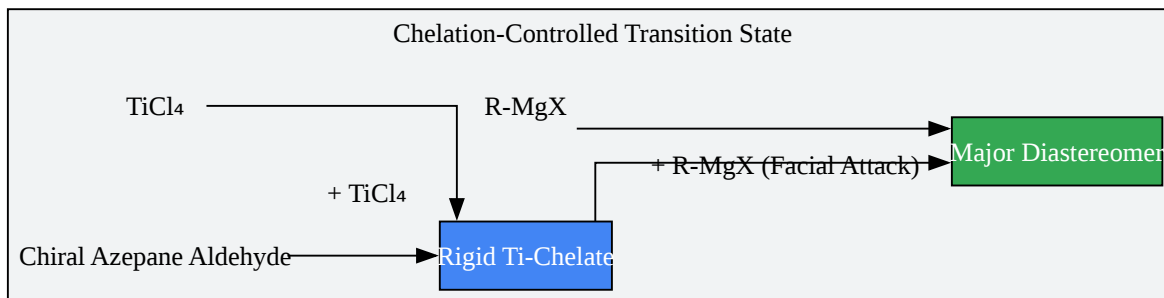 Chelation-Controlled Transition State
TiCl₄
R-MgX
Major Diastereomer
+ R-MgX (Facial Attack)
+ TiCl₄
Chiral Azepane Aldehyde
Rigid Ti-Chelate